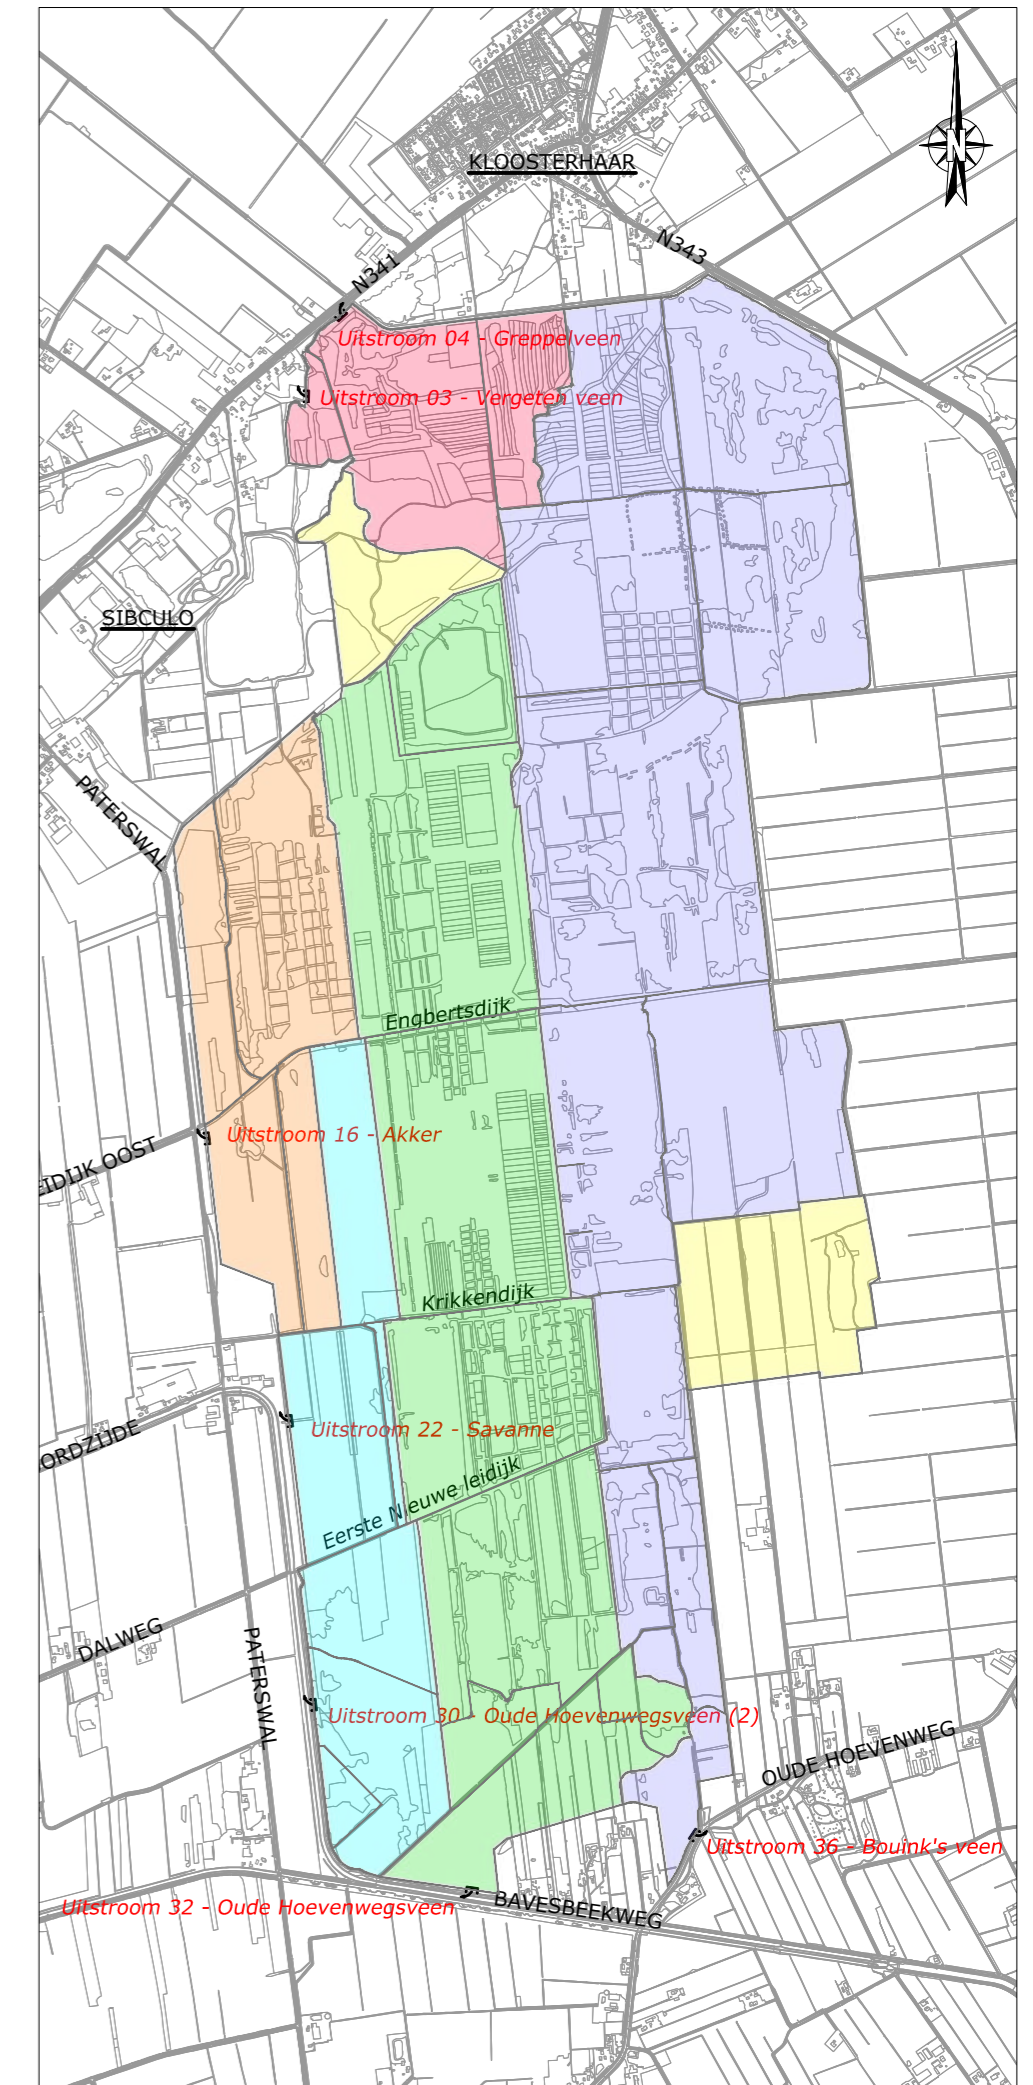 KLOOSTERHAAR
N
N341
N343
Uitstroom 04 - Greppelveen
Uitstroom 03 - Vergeten veen
SIBCULO
PATERSWAL
Engbertsdijk
Uitstroom 16 - Akker
EIDIJK OOST
Krikkendijk
Uitstroom 22 - Savanne
ORDZIJDE
Eerste Nieuwe leidijk
DALWEG
PATERSWAL
Uitstroom 30 - Oude Hoevenwegsveen (2)
OUDE HOEVENWEG
Uitstroom 36 - Bouink's veen
Uitstroom 32 - Oude Hoevenwegsveen
BAVESBEEKWEG